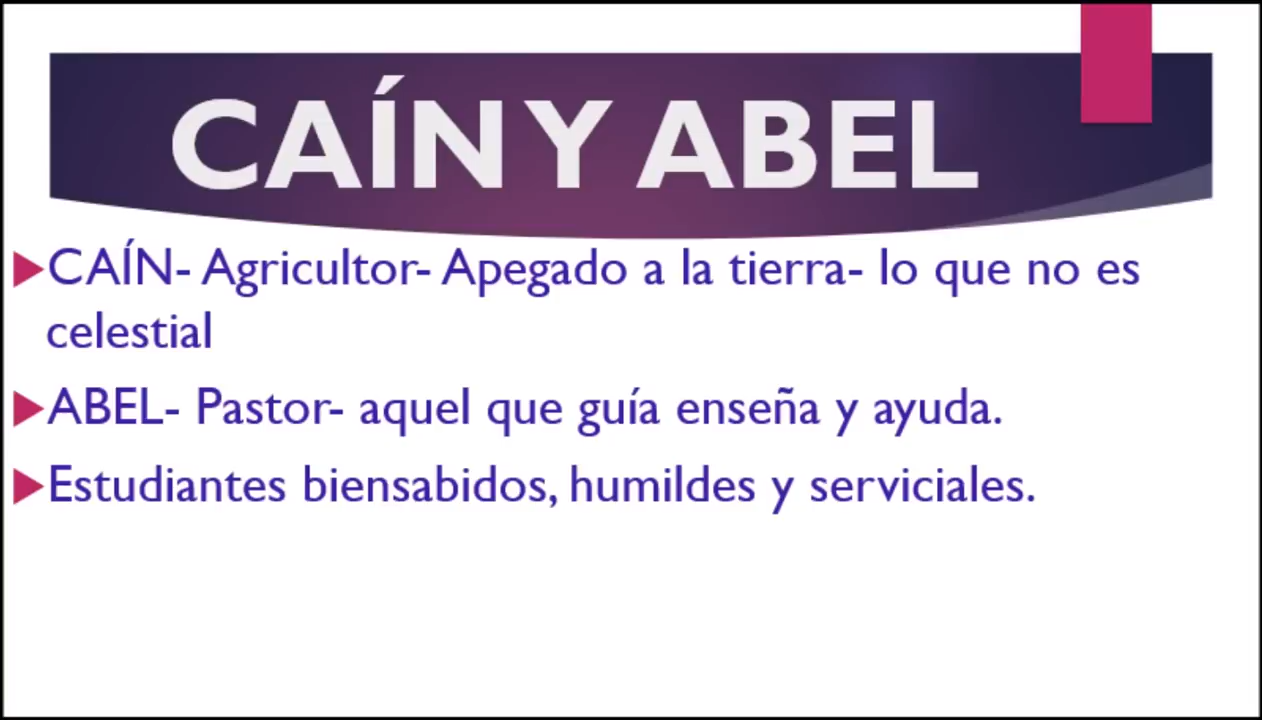 CAÍN Y ABEL
CAÍN- Agricultor- Apegado a la tierra- lo que no es
celestial
ABEL- Pastor- aquel que guía enseña y ayuda.
Estudiantes biensabidos, humildes y serviciales.